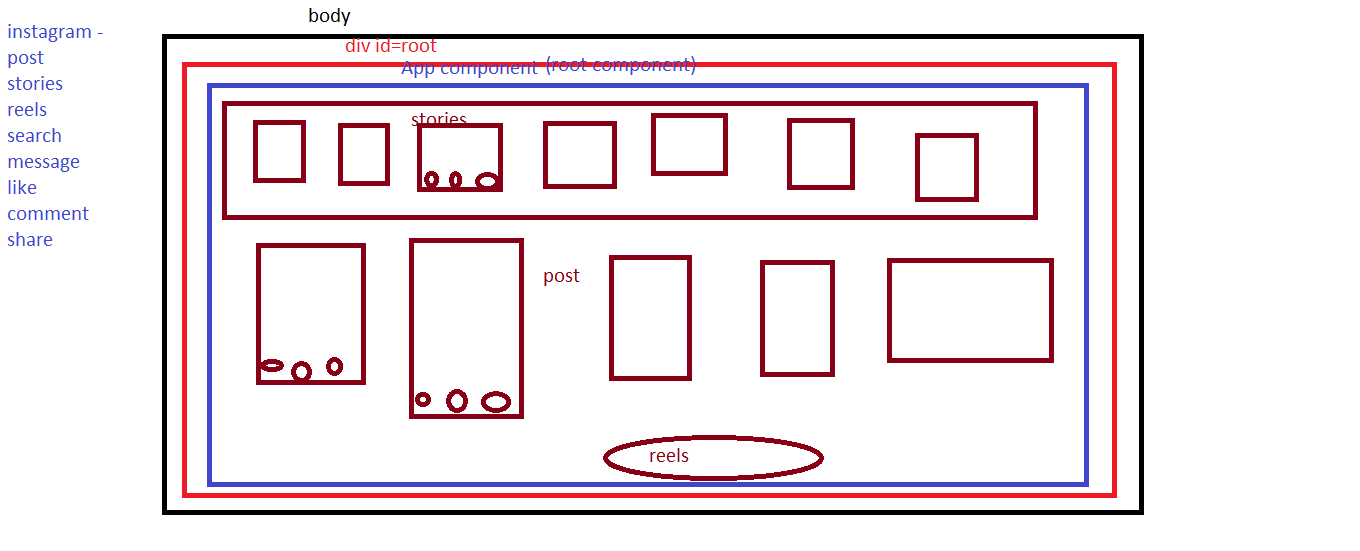 instagram -
post
stories
reels
search
message
like
comment
share
body
div id=root
App component (root component)
stories
post
reels